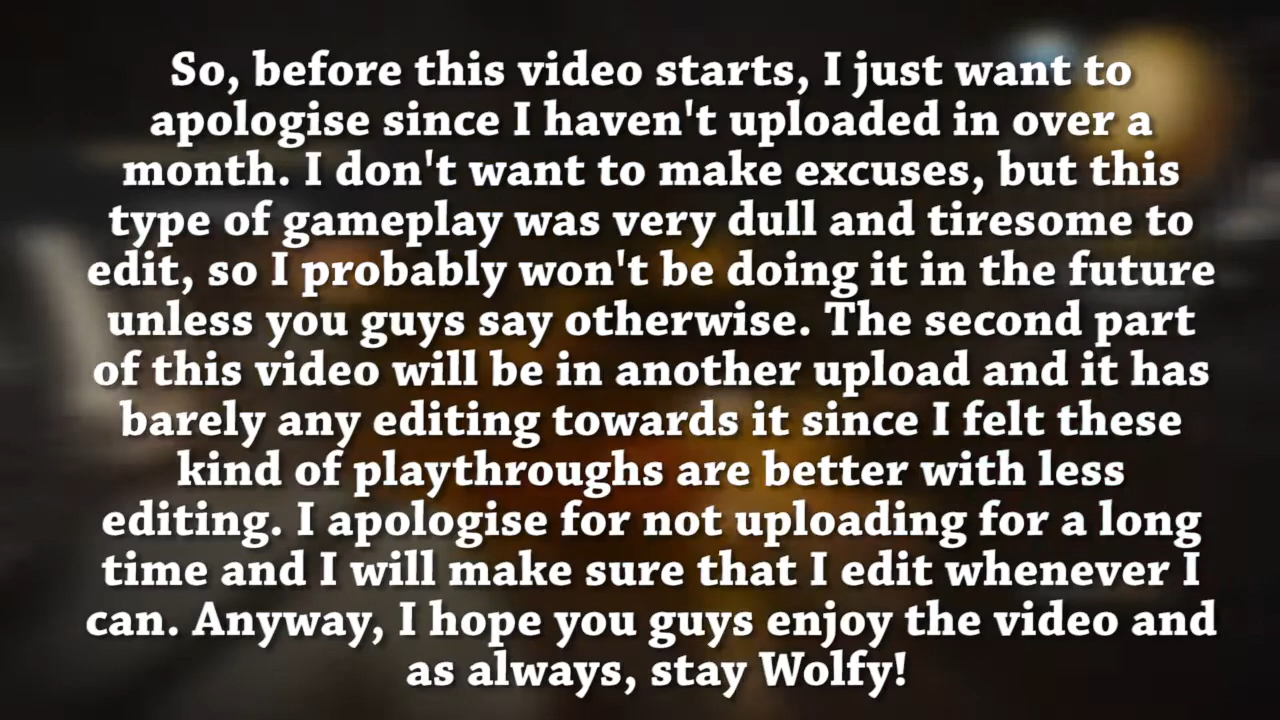 So, before this video starts, I just want to
apologise since I haven't uploaded in over a
month. I don't want to make excuses, but this
type of gameplay was very dull and tiresome to
edit, so I probably won't be doing it in the future
unless you guys say otherwise. The second part
of this video will be in another upload and it has
barely any editing towards it since I felt these
kind of playthroughs are better with less
editing. I apologise for not uploading for a long
time and I will make sure that I edit whenever I
can. Anyway, I hope you guys enjoy the video and
as always, stay Wolfy!